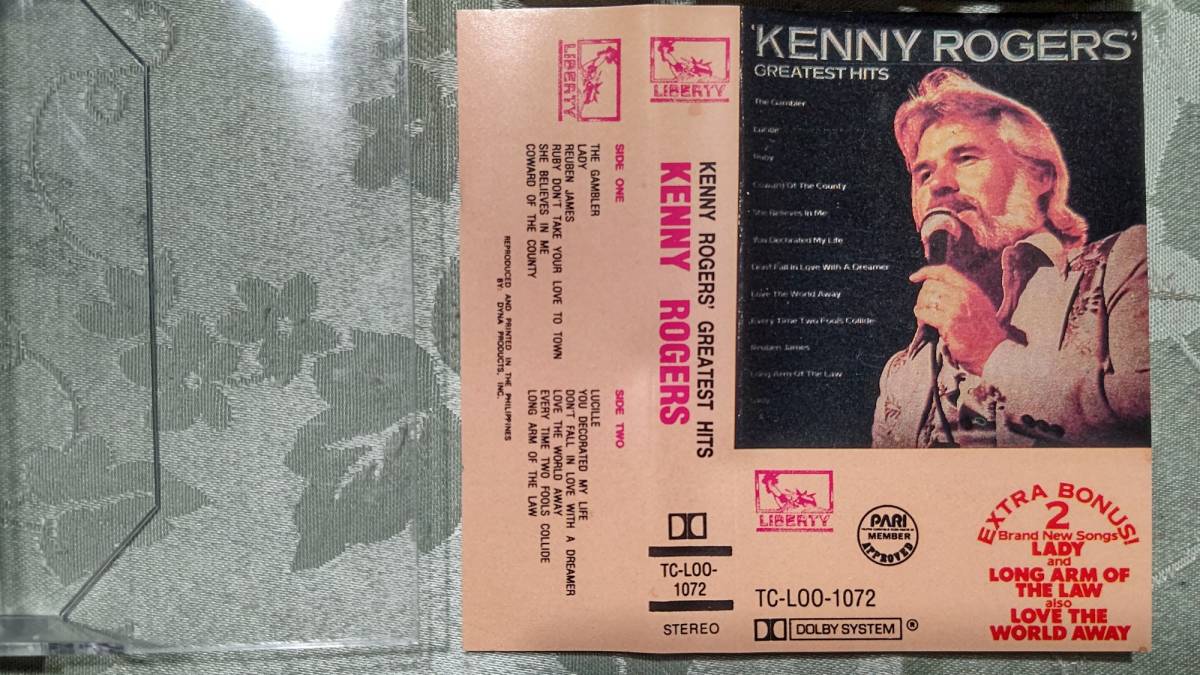 LIBERTY
SIDE ONE
THE GAMBLER
LADY
REUBEN JAMES
RUBY DON'T TAKE YOUR LOVE TO TOWN
SHE BELIEVES IN ME
COWARD OF THE COUNTY
SIDE TWO
LUCILLE
YOU DECORATED MY LIFE
DON'T FALL IN LOVE WITH A DREAMER
LOVE THE WORLD AWAY
EVERY TIME TWO FOOLS COLLIDE
LONG ARM OF THE LAW
REPRODUCED AND PRINTED IN THE PHILIPPINES
BY: DYNA PRODUCTS, INC.
LIBERTY
KENNY ROGERS' GREATEST HITS
KENNY ROGERS
TC-LOO-
1072
STEREO
'KENNY ROGERS'
GREATEST HITS
The Gambler
Lucille
Ruby
Coward Of The County
She Believes In Me
You Decorated My Life
Don't Fall In Love With A Dreamer
Love The World Away
Every Time Two Fools Collide
Reuben James
Long Arm Of The Law
Lady
LIBERTY
PARI
MEMBER
APPROVED
TC-LOO-1072
DOLBY SYSTEM ®
EXTRA BONUS!
2
Brand New Songs
LADY
and
LONG ARM OF
THE LAW
also
LOVE THE
WORLD AWAY